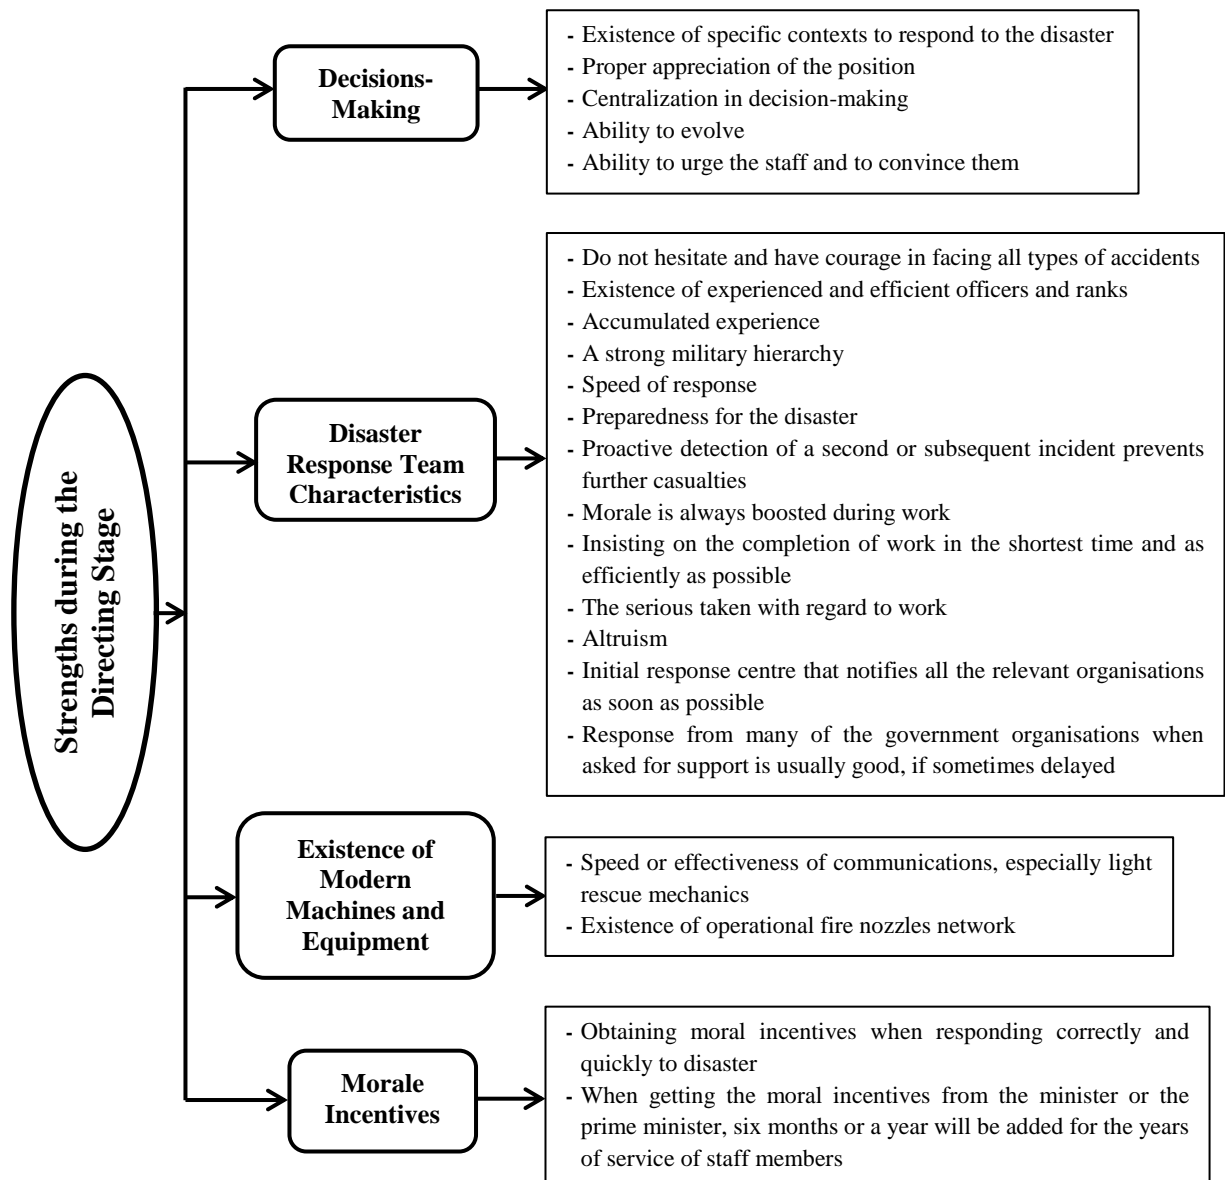 Strengths during the
Directing Stage
Decisions-
Making
- Existence of specific contexts to respond to the disaster
- Proper appreciation of the position
- Centralization in decision-making
- Ability to evolve
- Ability to urge the staff and to convince them
Disaster
Response Team
Characteristics
- Do not hesitate and have courage in facing all types of accidents
- Existence of experienced and efficient officers and ranks
- Accumulated experience
- A strong military hierarchy
- Speed of response
- Preparedness for the disaster
- Proactive detection of a second or subsequent incident prevents
further casualties
- Morale is always boosted during work
- Insisting on the completion of work in the shortest time and as
efficiently as possible
- The serious taken with regard to work
- Altruism
- Initial response centre that notifies all the relevant organisations
as soon as possible
- Response from many of the government organisations when
asked for support is usually good, if sometimes delayed
Existence of
Modern
Machines and
Equipment
- Speed or effectiveness of communications, especially light
rescue mechanics
- Existence of operational fire nozzles network
Morale
Incentives
- Obtaining moral incentives when responding correctly and
quickly to disaster
- When getting the moral incentives from the minister or the
prime minister, six months or a year will be added for the years
of service of staff members